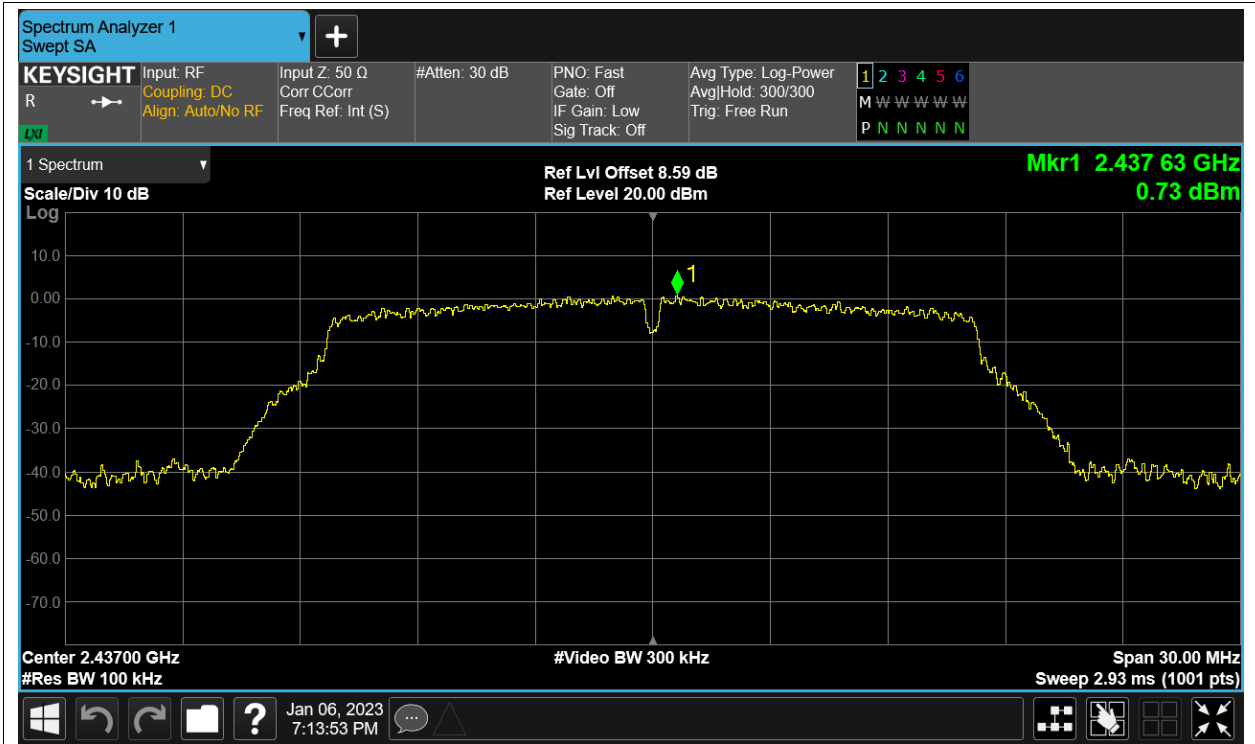 Spectrum Analyzer 1
Swept SA
KEYSIGHT
R
LXI
Input: RF
Coupling: DC
Align: Auto/No RF
Input Z: 50 Ω
Corr CCorr
Freq Ref: Int (S)
#Atten: 30 dB
PNO: Fast
Gate: Off
IF Gain: Low
Sig Track: Off
Avg Type: Log-Power
Avg|Hold: 300/300
Trig: Free Run
1 2 3 4 5 6
M W W W W W
P N N N N N
1 Spectrum
Scale/Div 10 dB
Log
Ref Lvl Offset 8.59 dB
Ref Level 20.00 dBm
Mkr1 2.437 63 GHz
0.73 dBm
1
10.0
0.00
-10.0
-20.0
-30.0
-40.0
-50.0
-60.0
-70.0
Center 2.43700 GHz
#Video BW 300 kHz
Span 30.00 MHz
#Res BW 100 kHz
Sweep 2.93 ms (1001 pts)
?
Jan 06, 2023
7:13:53 PM